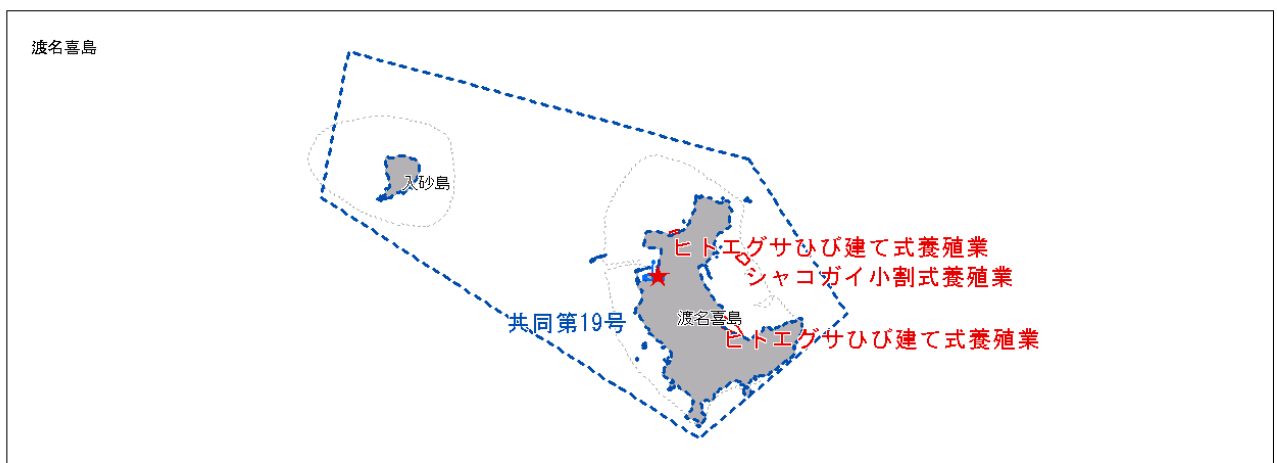 渡名喜島
入砂島
ヒトエグサひび建て式養殖業
シャコガイ小割式養殖業
共同第19号
渡名喜島
ヒトエグサひび建て式養殖業